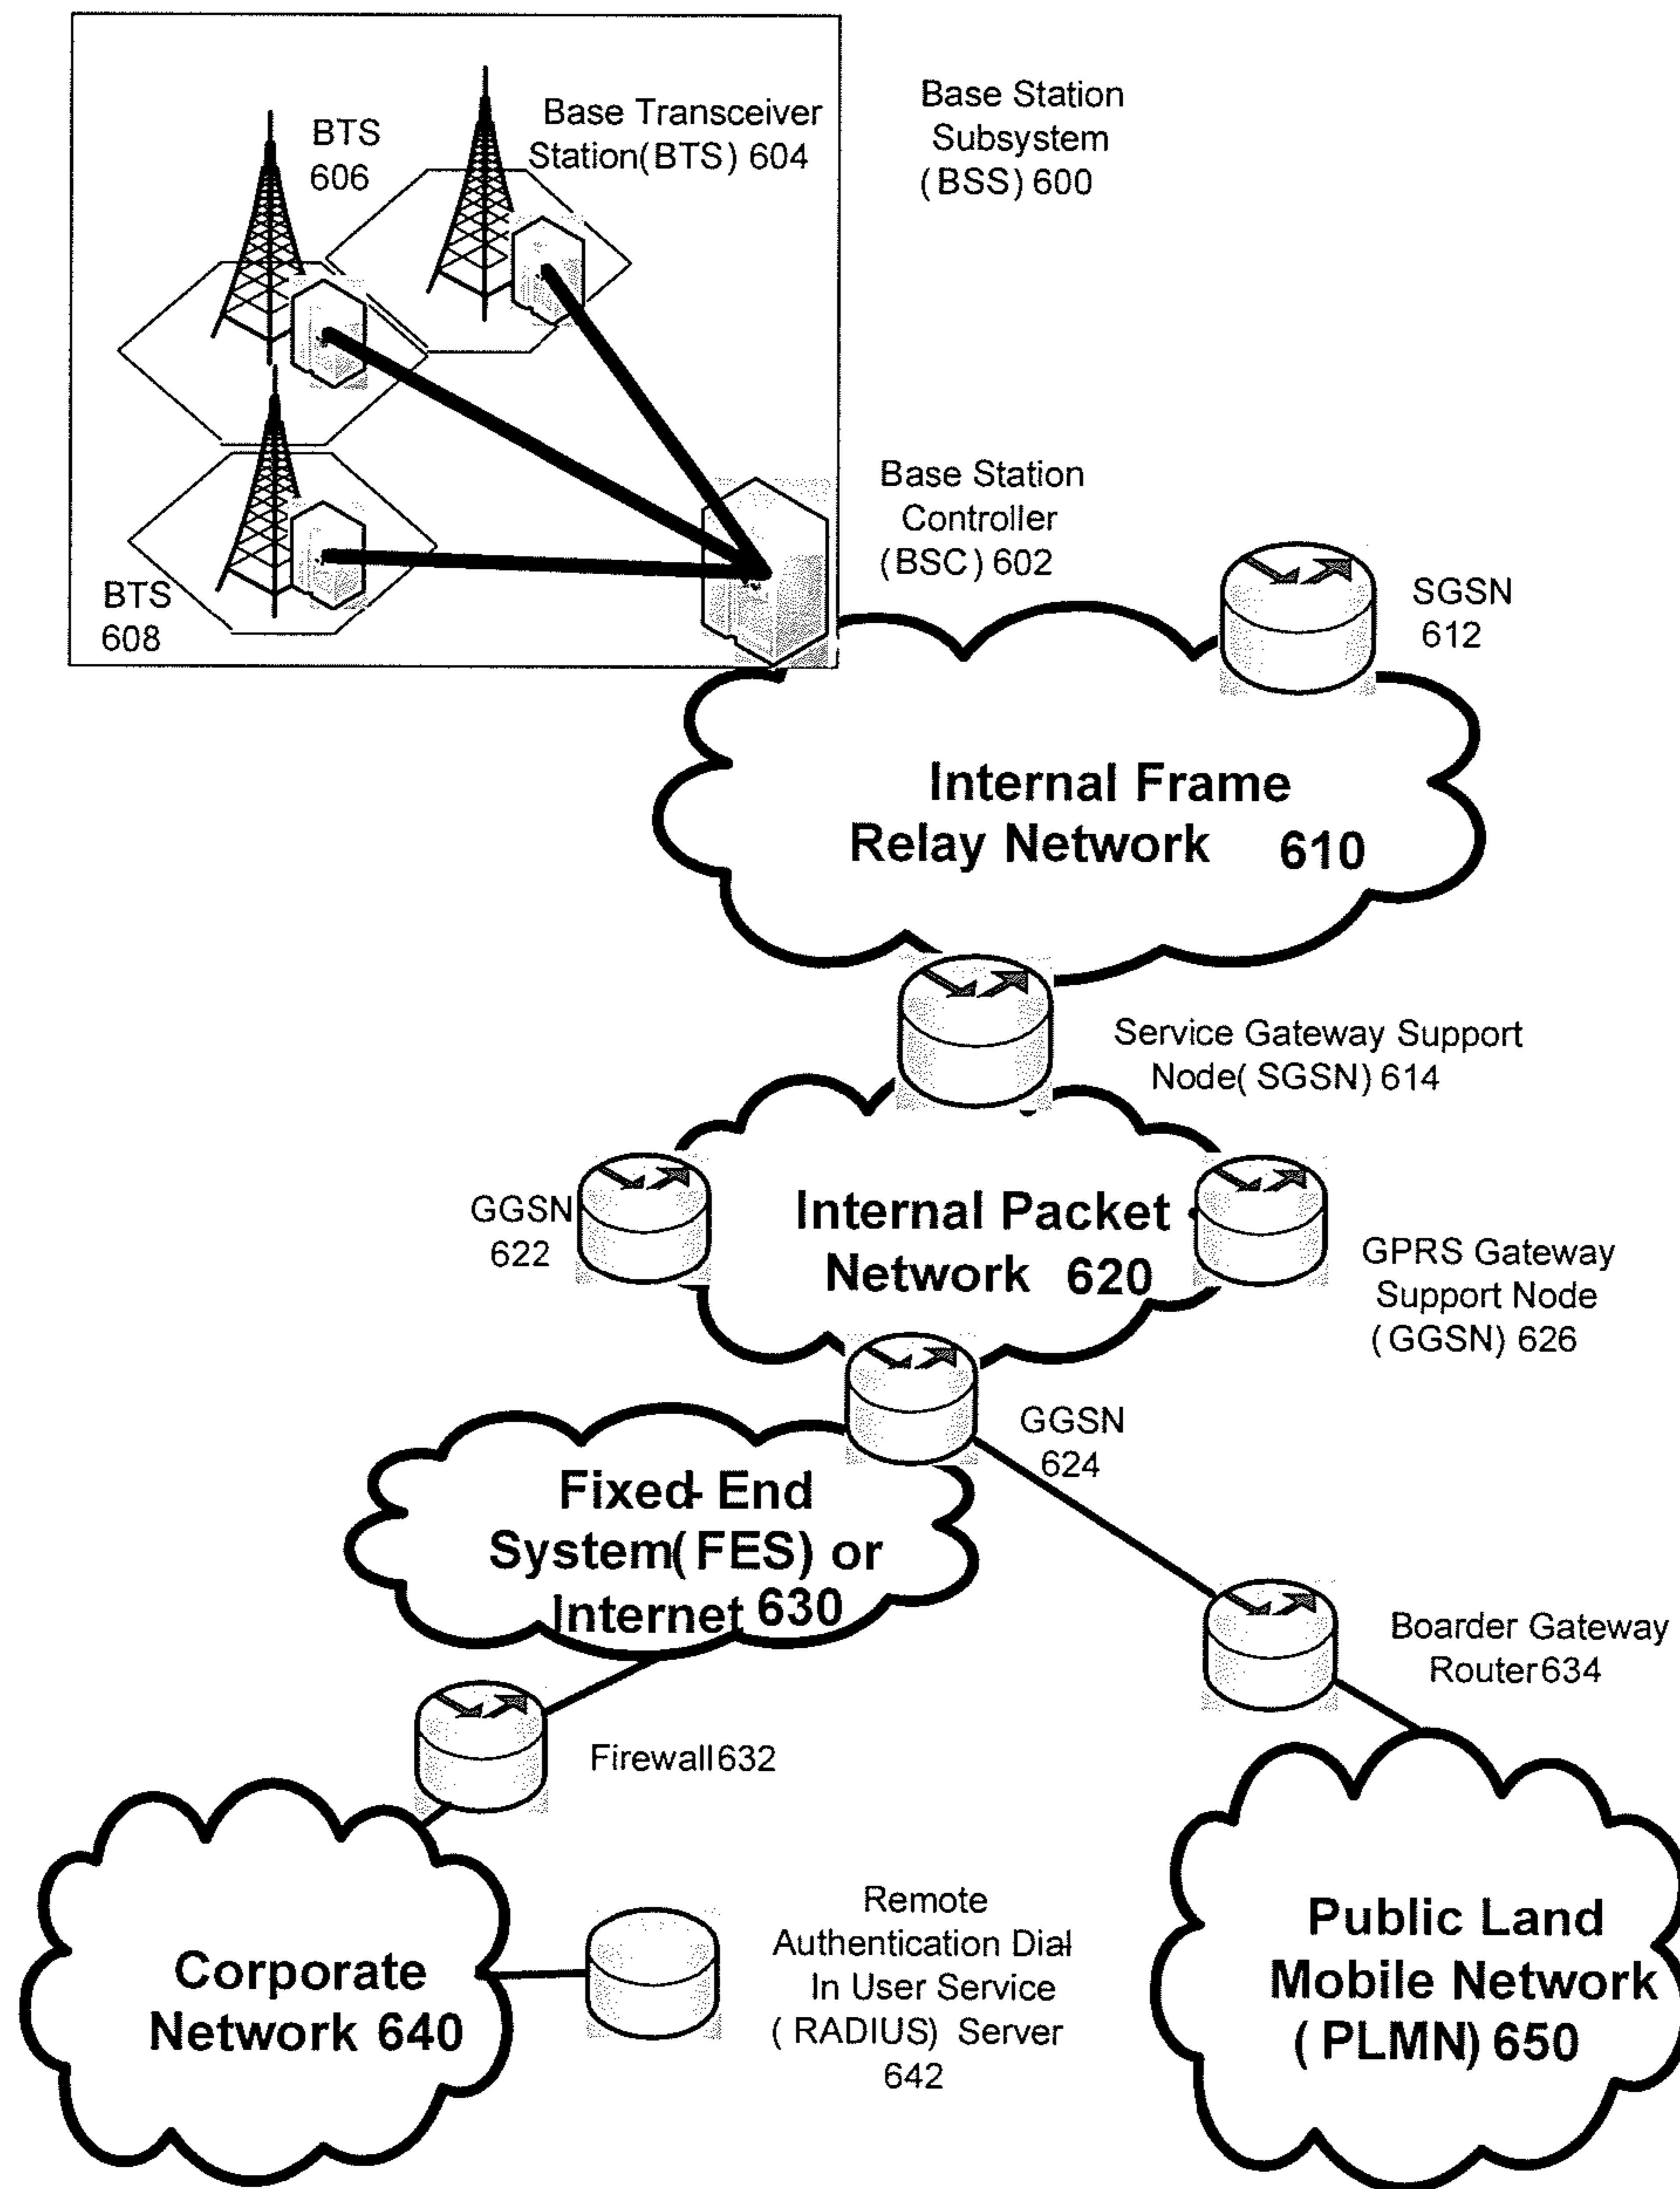 BTS
606
Base Transceiver
Station(BTS) 604
Base Station
Subsystem
(BSS) 600
BTS
608
Base Station
Controller
(BSC) 602
SGSN
612
Internal Frame
Relay Network 610
Service Gateway Support
Node( SGSN) 614
GGSN
622
Internal Packet
Network 620
GPRS Gateway
Support Node
(GGSN) 626
GGSN
624
Fixed- End
System( FES) or
Internet 630
Boarder Gateway
Router634
Firewall632
Corporate
Network 640
Remote
Authentication Dial
In User Service
( RADIUS) Server
642
Public Land
Mobile Network
( PLMN) 650